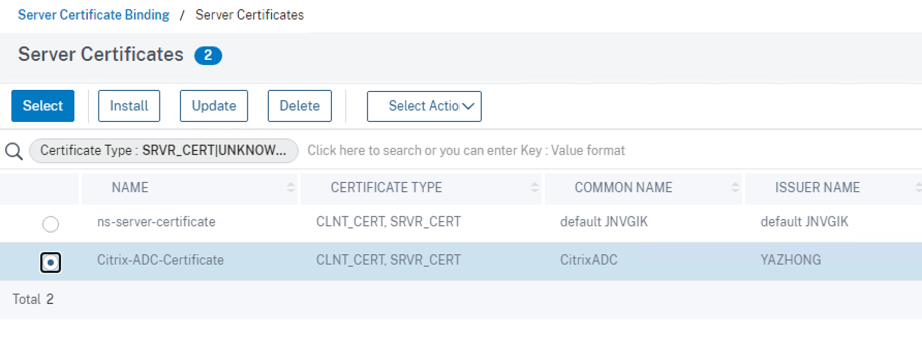 Server Certificate Binding / Server Certificates
Server Certificates 2
Select Install Update Delete Select Actio
Certificate Type : SRVR_CERT|UNKNOW... Click here to search or you can enter Key : Value format
NAME CERTIFICATE TYPE COMMON NAME ISSUER NAME
ns-server-certificate CLNT_CERT, SRVR_CERT default JNVGIK default JNVGIK
Citrix-ADC-Certificate CLNT_CERT, SRVR_CERT CitrixADC YAZHONG
Total 2